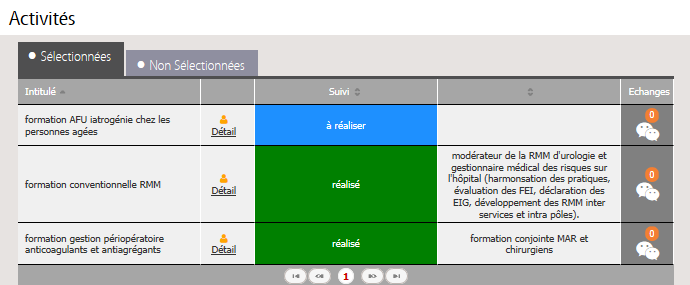 Activités
Sélectionnées
Non Sélectionnées
Intitulé
Suivi
Echanges
formation AFU iatrogénie chez les
personnes agées
Détail
à réaliser
0
formation conventionnelle RMM
Détail
réalisé
modérateur de la RMM d'urologie et
gestionnaire médical des risques sur
l'hôpital (harmonsation des pratiques,
évaluation des FEI, déclaration des
EIG, développement des RMM inter
services et intra pôles).
0
formation gestion périopératoire
anticoagulants et antiagrégants
Détail
réalisé
formation conjointe MAR et
chirurgiens
0
1